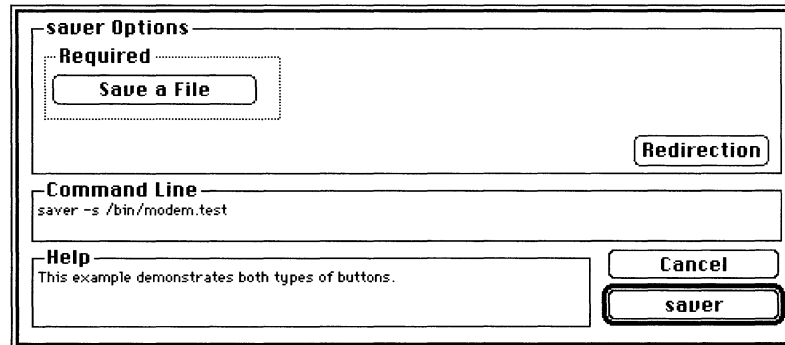 saver Options
Required
Save a File
Redirection
Command Line
saver -s /bin/modem.test
Help
This example demonstrates both types of buttons.
Cancel
saver